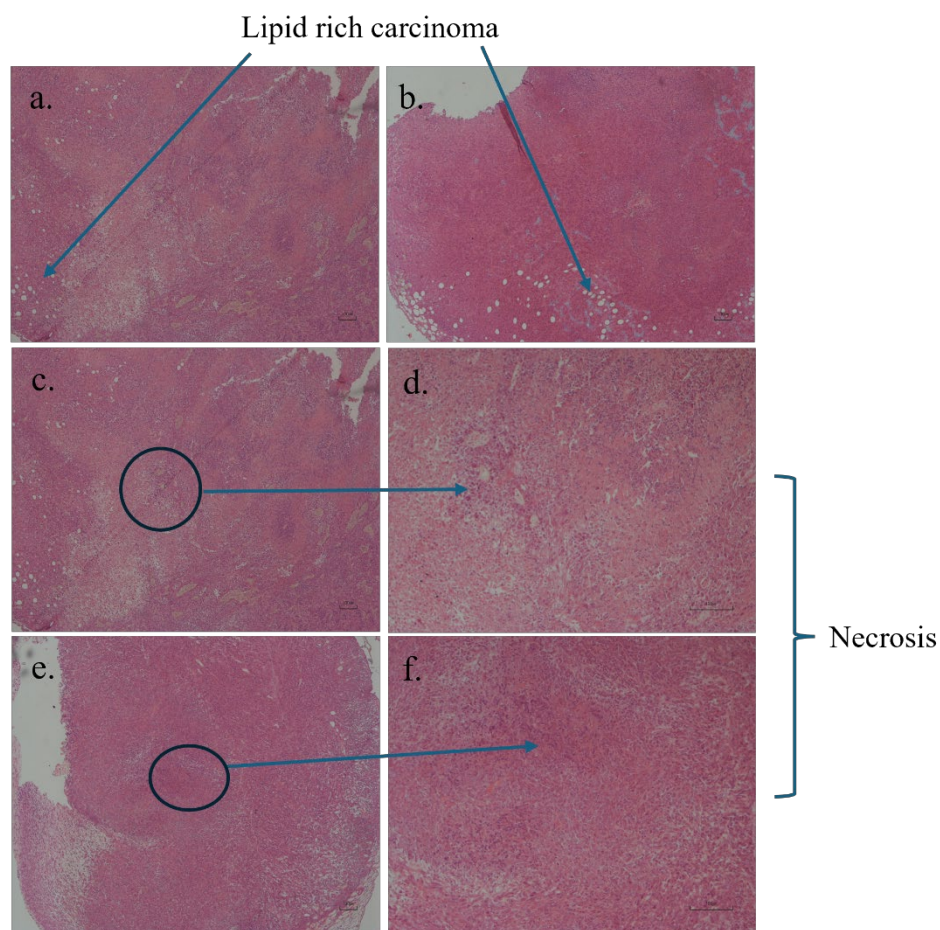 Lipid rich carcinoma
a.
b.
c.
d.
Necrosis
e.
f.